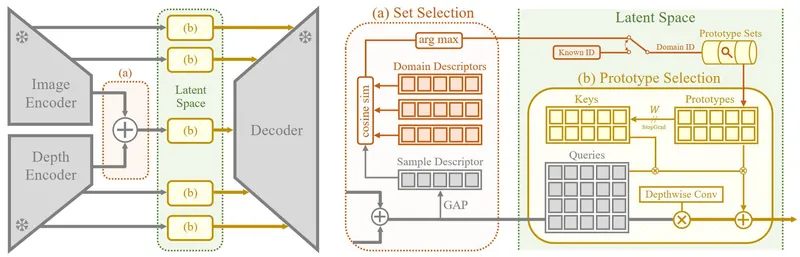 Image
Encoder
Depth
Encoder
(a)
(b)
(b)
Latent
Space
(b)
(b)
(b)
Decoder
(a) Set Selection
arg max
Domain Descriptors
cosine sim
Sample Descriptor
GAP
Latent Space
Known ID
Domain ID
Prototype Sets
(b) Prototype Selection
Keys
W
StopGrad
Prototypes
Queries
Depthwise Conv